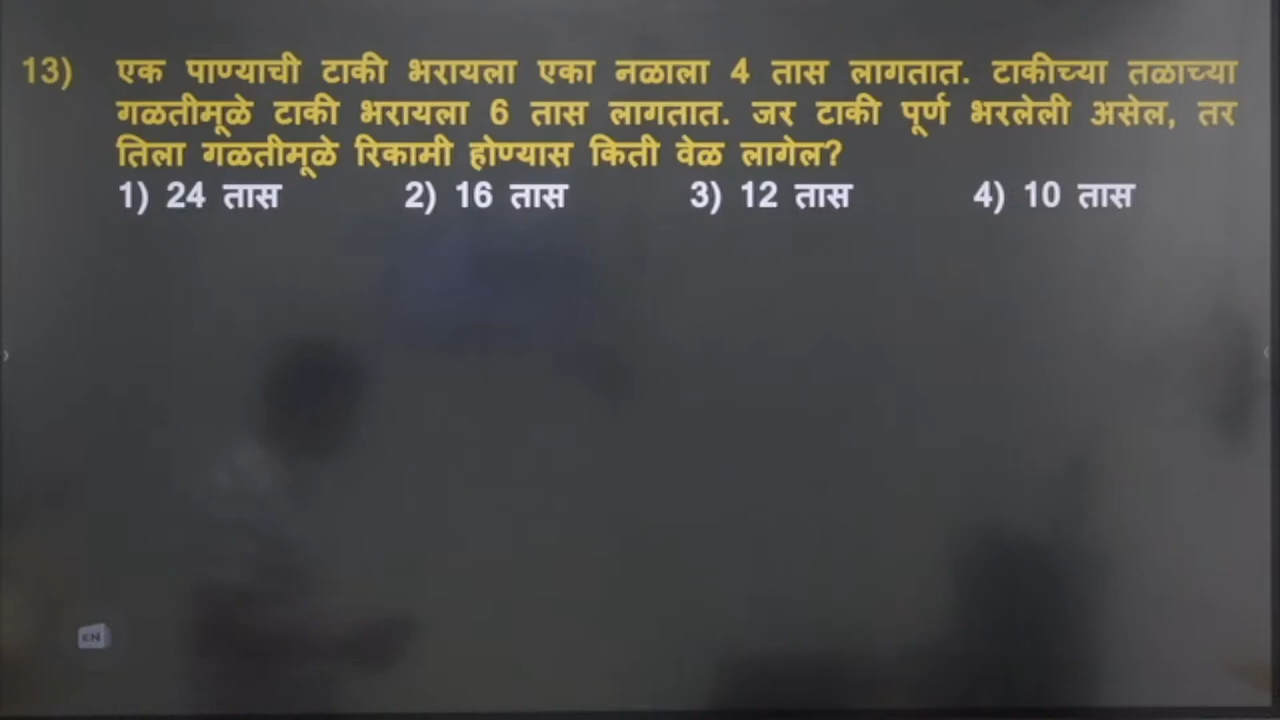 13) एक पाण्याची टाकी भरायला एका नळाला 4 तास लागतात. टाकीच्या तळाच्या
गळतीमूळे टाकी भरायला 6 तास लागतात. जर टाकी पूर्ण भरलेली असेल, तर
तिला गळतीमूळे रिकामी होण्यास किती वेळ लागेल?
1) 24 तास 2) 16 तास 3) 12 तास 4) 10 तास
EN